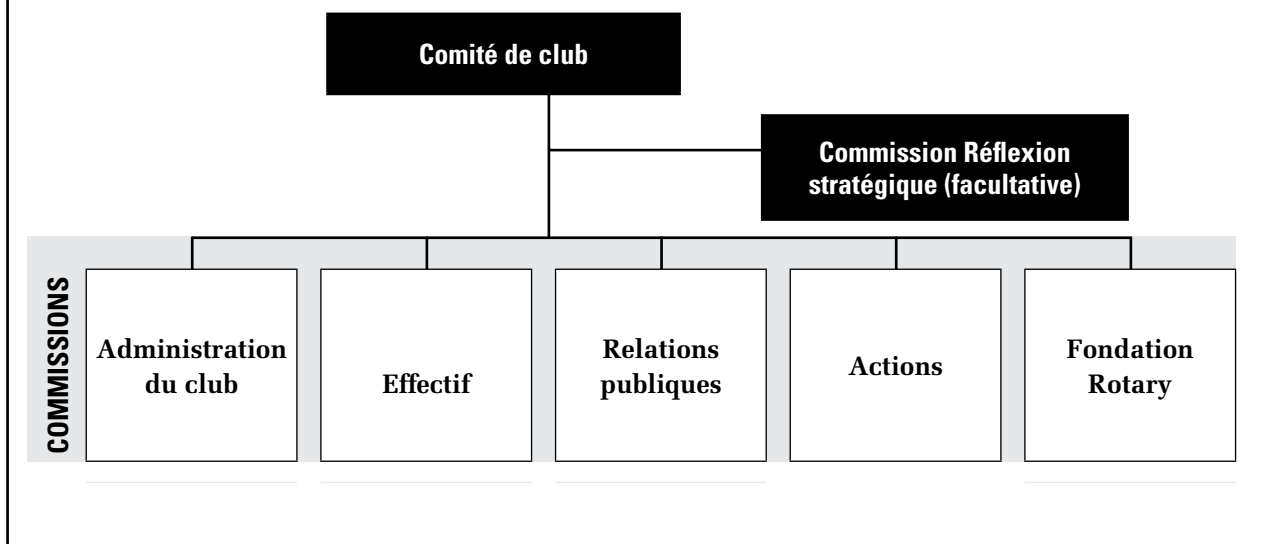 Comité de club
Commission Réflexion
stratégique (facultative)
COMMISSIONS
Administration
du club
Effectif
Relations
publiques
Actions
Fondation
Rotary